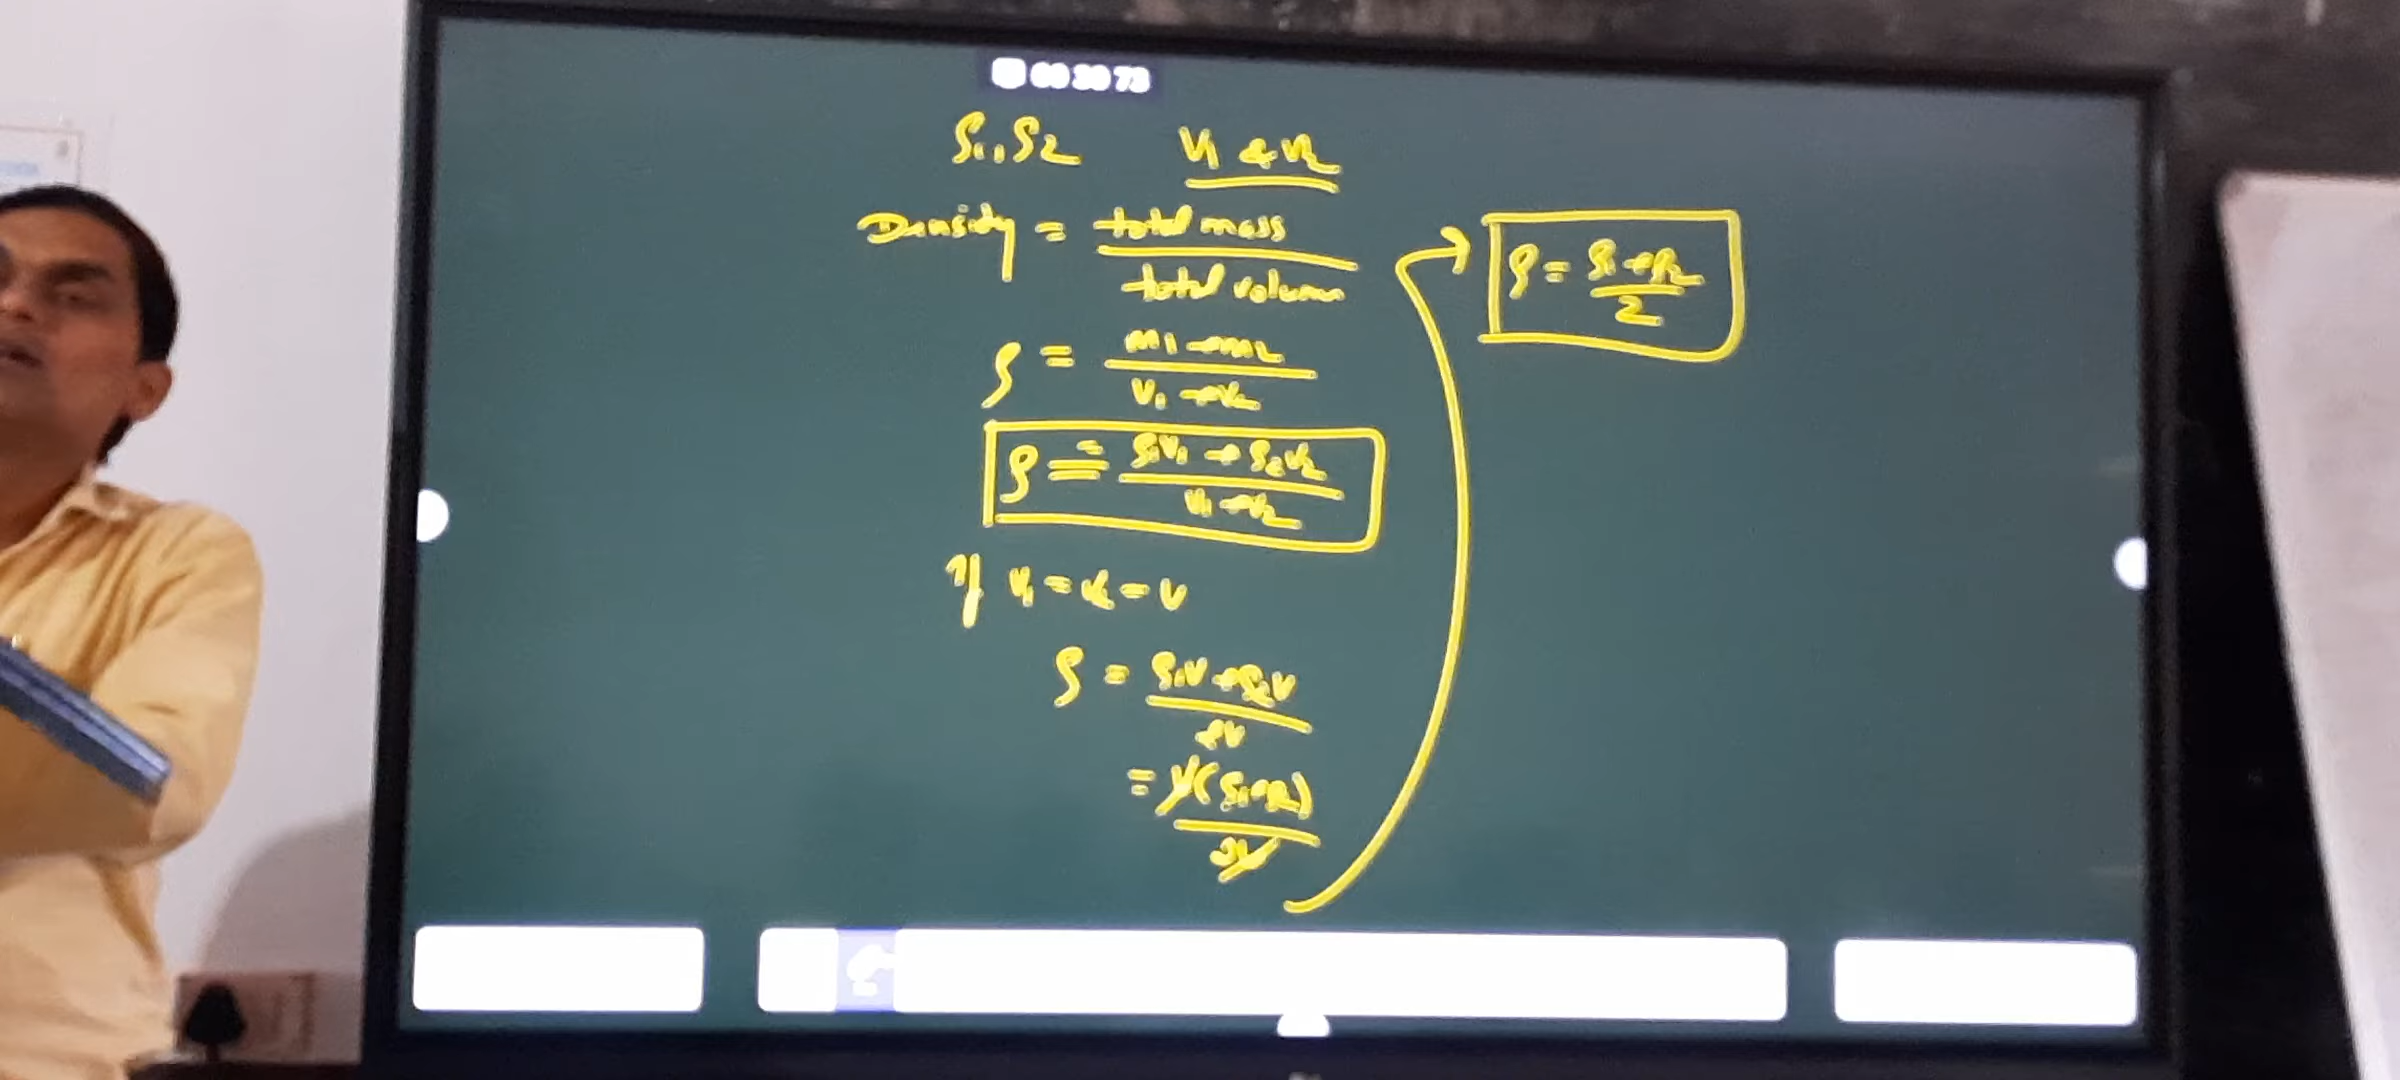 ρ1, ρ2 V1 & V2
Density = total mass / total volume
ρ = m1 + m2 / V1 + V2
ρ = = ρ1V1 + ρ2V2 / V1 + V2
If V1 = V2 = V
ρ = ρ1V + ρ2V / 2V
= V(ρ1 + ρ2) / 2V
ρ = ρ1 + ρ2 / 2